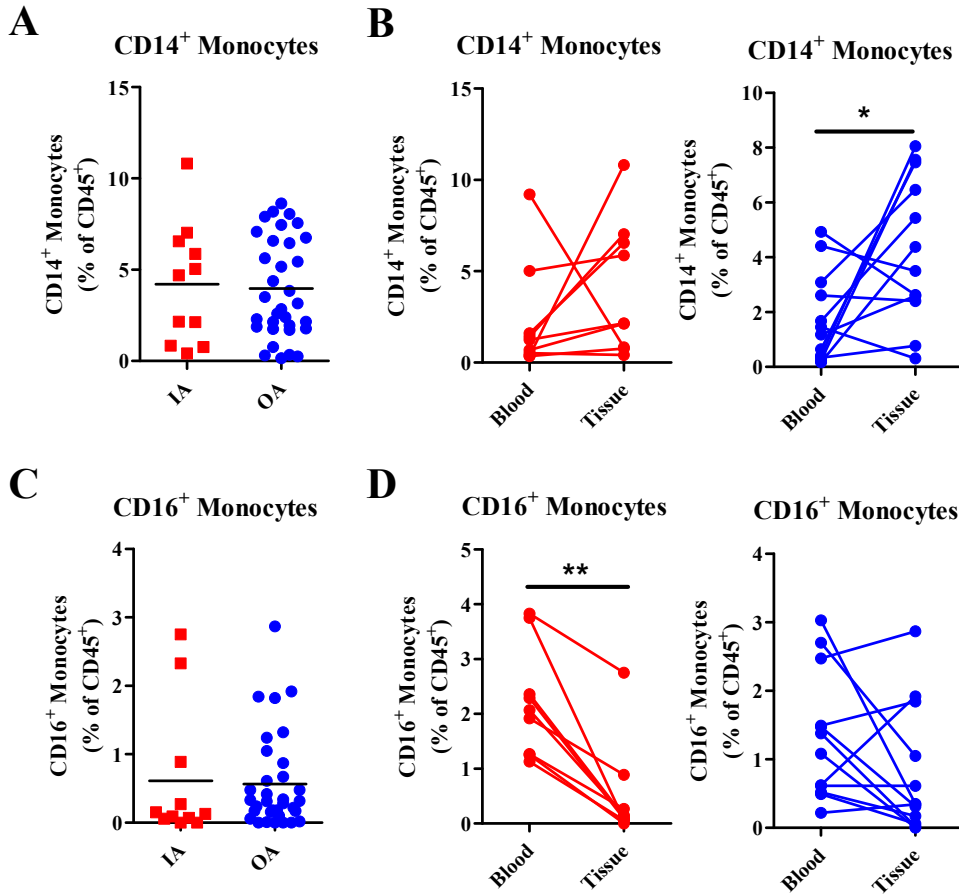 A
CD14⁺ Monocytes
CD14⁺ Monocytes
(% of CD45⁺)
15
10
5
0
IA
OA
B
CD14⁺ Monocytes
CD14⁺ Monocytes
(% of CD45⁺)
15
10
5
0
Blood
Tissue
CD14⁺ Monocytes
CD14⁺ Monocytes
(% of CD45⁺)
10
8
6
4
2
0
*
Blood
Tissue
C
CD16⁺ Monocytes
CD16⁺ Monocytes
(% of CD45⁺)
4
3
2
1
0
IA
OA
D
CD16⁺ Monocytes
CD16⁺ Monocytes
(% of CD45⁺)
5
4
3
2
1
0
**
Blood
Tissue
CD16⁺ Monocytes
CD16⁺ Monocytes
(% of CD45⁺)
4
3
2
1
0
Blood
Tissue